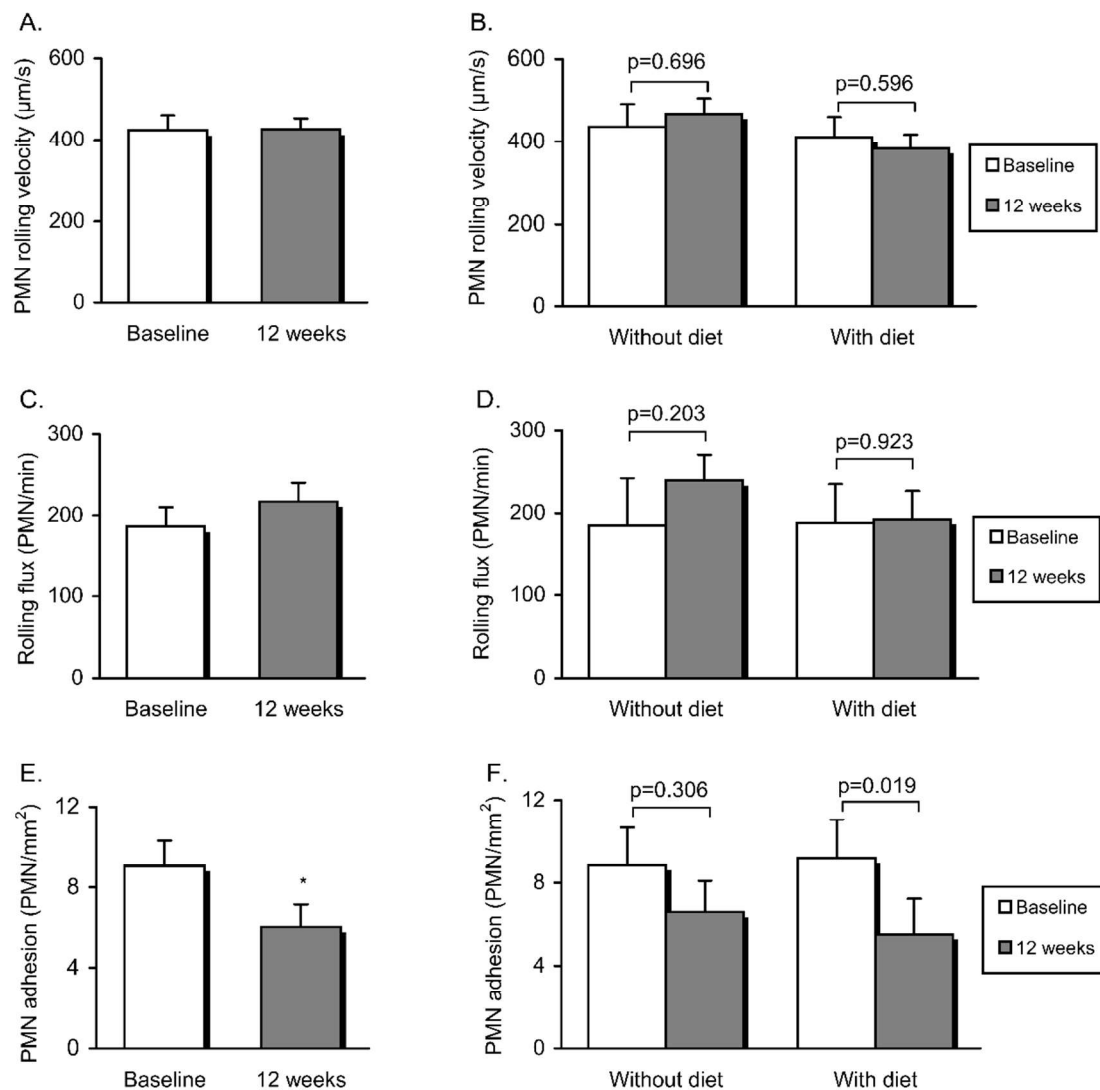 A.
PMN rolling velocity (µm/s)
600
400
200
0
Baseline 12 weeks
B.
PMN rolling velocity (µm/s)
600
400
200
0
p=0.696
p=0.596
Without diet With diet
Baseline
12 weeks
C.
Rolling flux (PMN/min)
300
200
100
0
Baseline 12 weeks
D.
Rolling flux (PMN/min)
300
200
100
0
p=0.203
p=0.923
Without diet With diet
Baseline
12 weeks
E.
PMN adhesion (PMN/mm²)
12
8
4
0
*
Baseline 12 weeks
F.
PMN adhesion (PMN/mm²)
12
8
4
0
p=0.306
p=0.019
Without diet With diet
Baseline
12 weeks